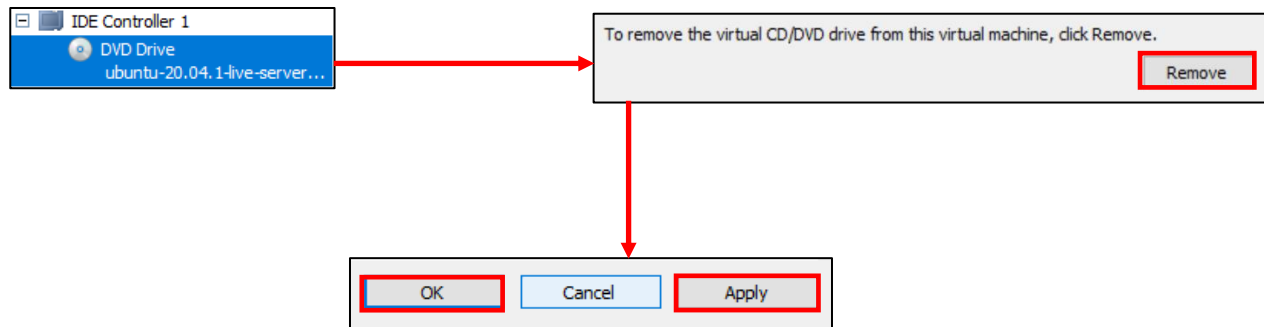 IDE Controller 1
DVD Drive
ubuntu-20.04.1-live-server...
To remove the virtual CD/DVD drive from this virtual machine, click Remove.
Remove
OK
Cancel
Apply